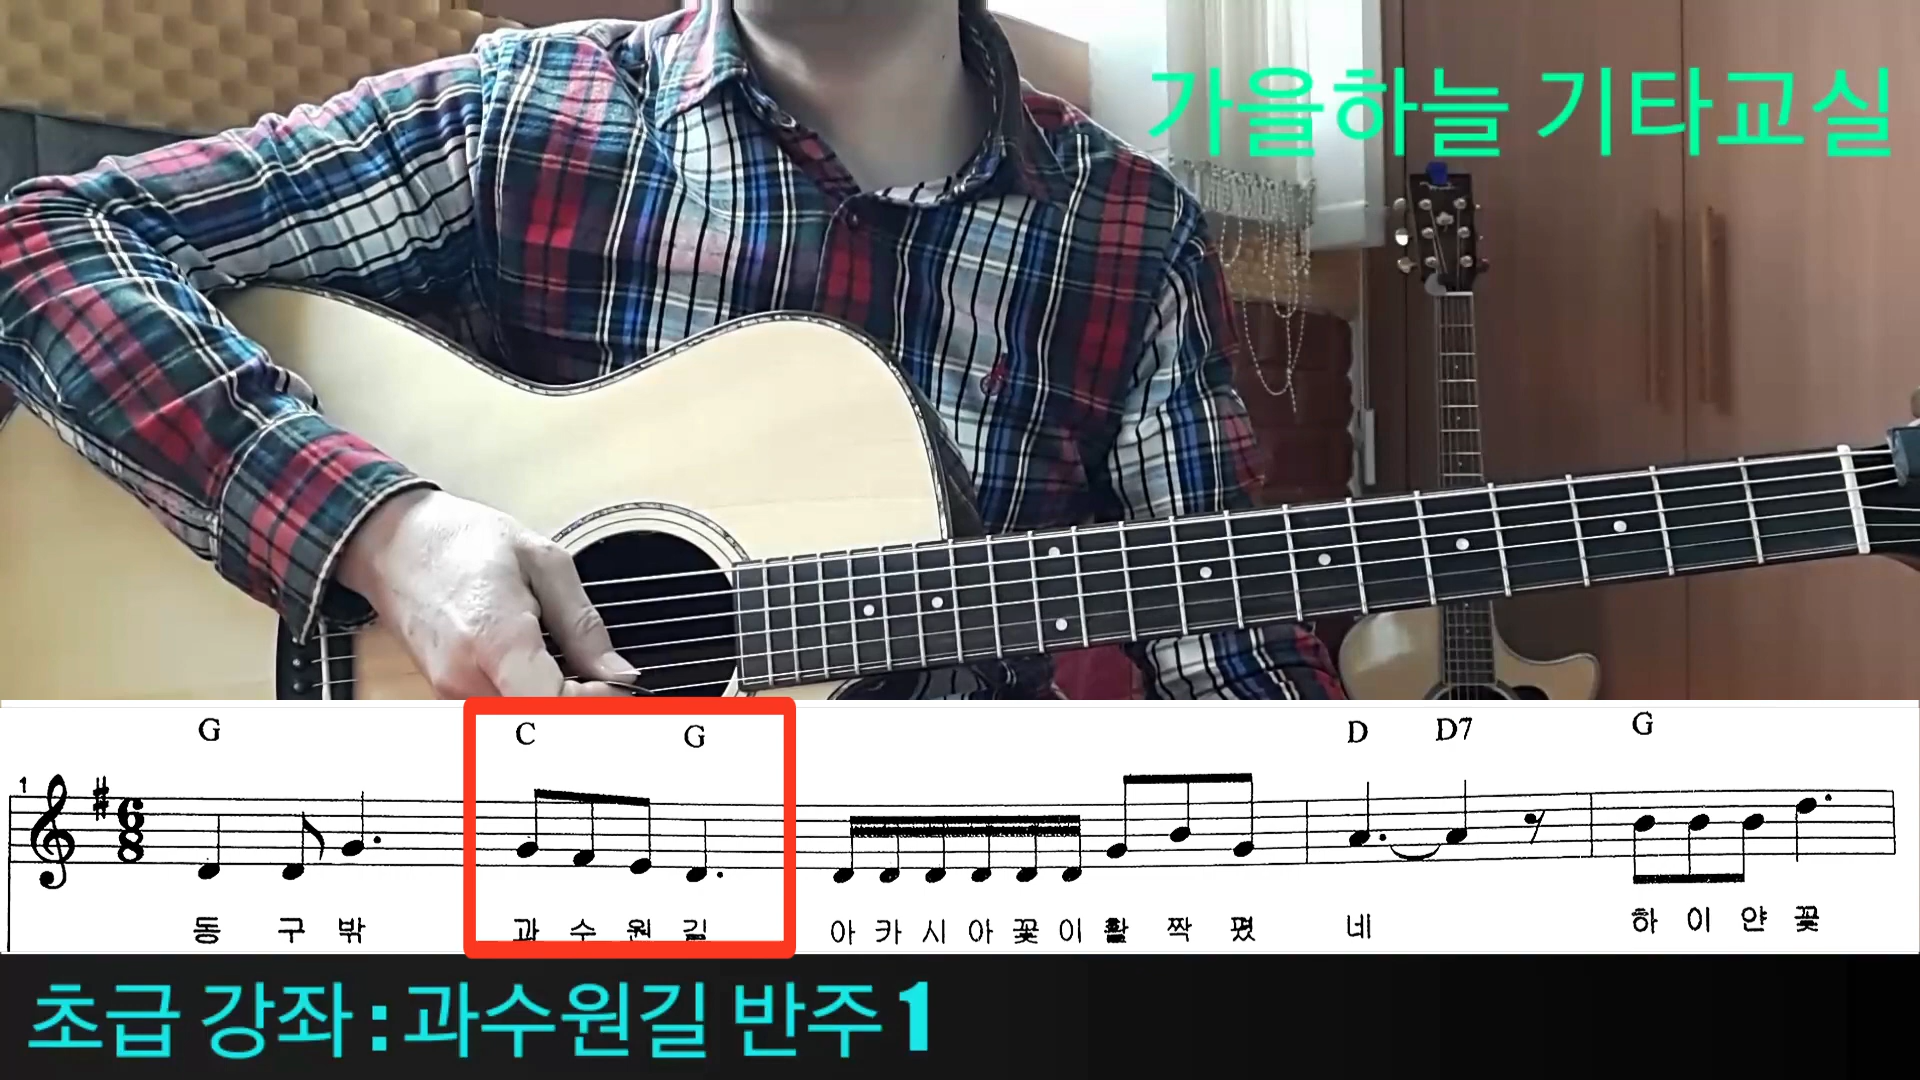 가을하늘 기타교실
G C G D D7 G
1
6
8
동 구 밖 과 수 원 길 아 카 시 아 꽃 이 활 짝 폈 네 하 이 얀 꽃
초급 강좌 : 과수원길 반주 1